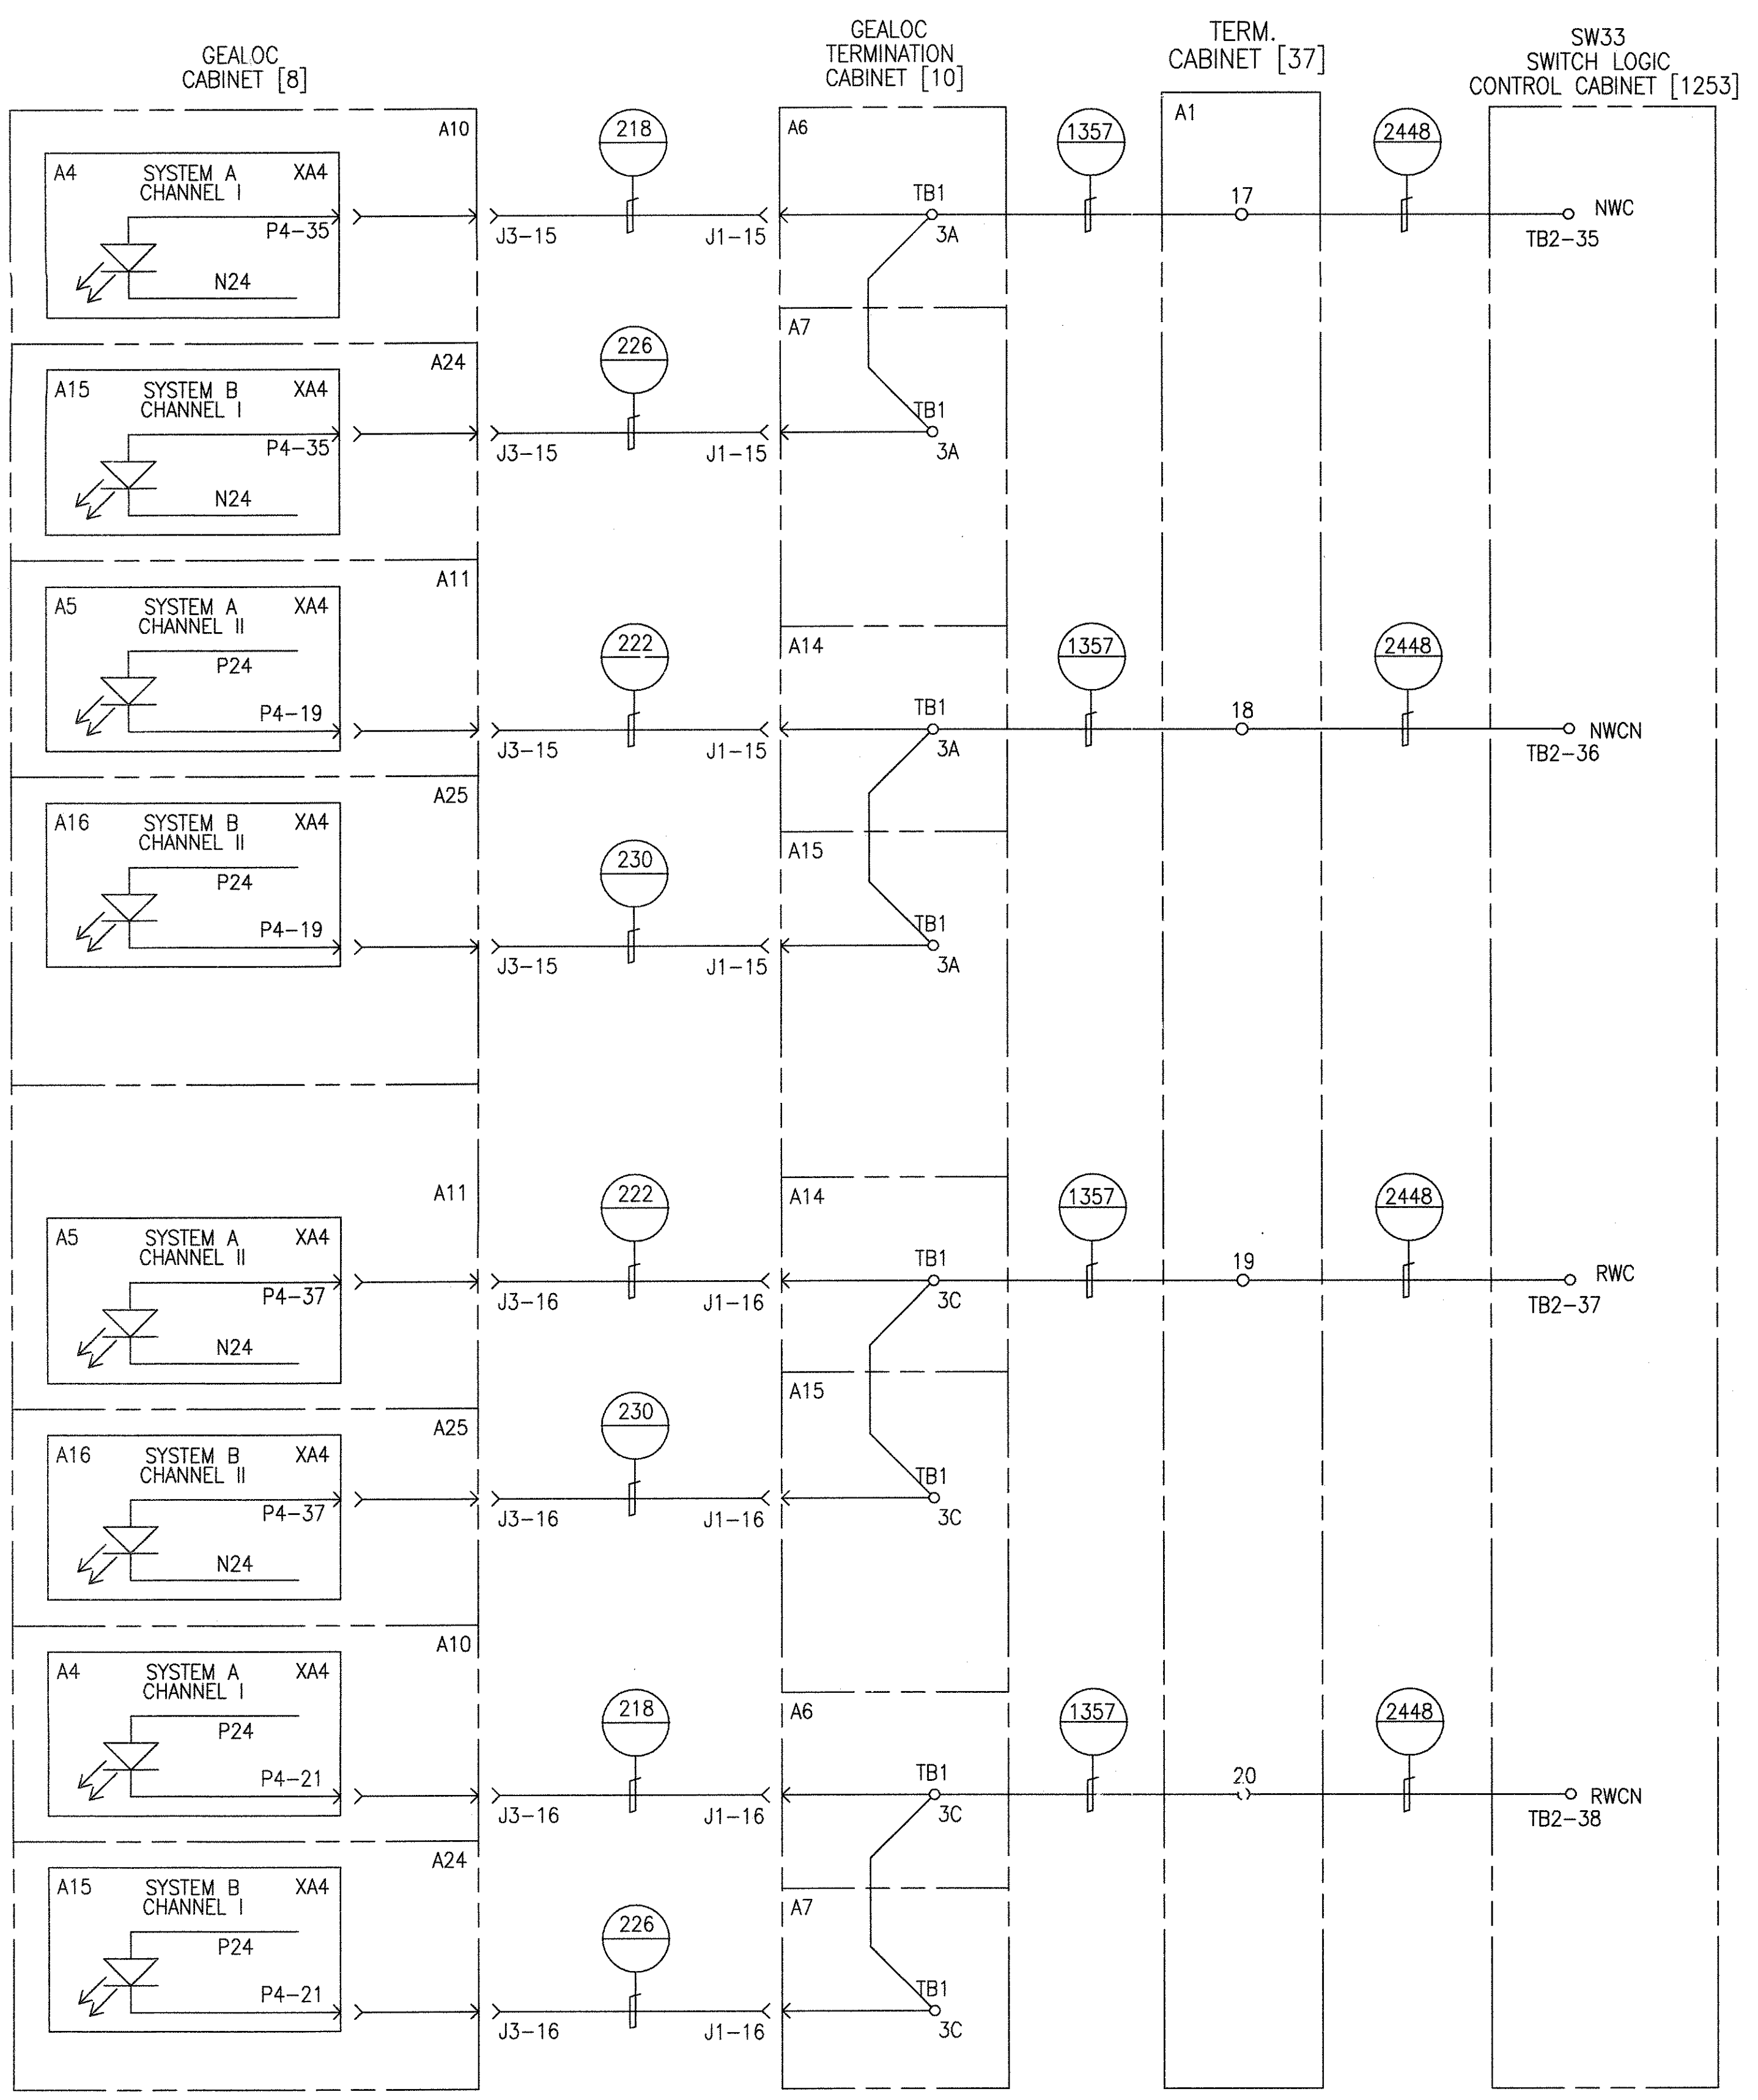 GEALOC
CABINET [8]
GEALOC
TERMINATION
CABINET [10]
TERM.
CABINET [37]
SW33
SWITCH LOGIC
CONTROL CABINET [1253]
A10
A4 SYSTEM A XA4
CHANNEL I
P4-35
N24
J3-15
218
J1-15
A6
TB1
3A
1357
A1
17
2448
NWC
TB2-35
A24
A15 SYSTEM B XA4
CHANNEL I
P4-35
N24
J3-15
226
J1-15
A7
TB1
3A
A11
A5 SYSTEM A XA4
CHANNEL II
P24
P4-19
J3-15
222
J1-15
A14
TB1
3A
1357
18
2448
NWCN
TB2-36
A25
A16 SYSTEM B XA4
CHANNEL II
P24
P4-19
J3-15
230
J1-15
A15
TB1
3A
A11
A5 SYSTEM A XA4
CHANNEL II
P4-37
N24
J3-16
222
J1-16
A14
TB1
3C
1357
19
2448
RWC
TB2-37
A25
A16 SYSTEM B XA4
CHANNEL II
P4-37
N24
J3-16
230
J1-16
A15
TB1
3C
A10
A4 SYSTEM A XA4
CHANNEL I
P24
P4-21
J3-16
218
J1-16
A6
TB1
3C
1357
20
2448
RWCN
TB2-38
A24
A15 SYSTEM B XA4
CHANNEL I
P24
P4-21
J3-16
226
J1-16
A7
TB1
3C